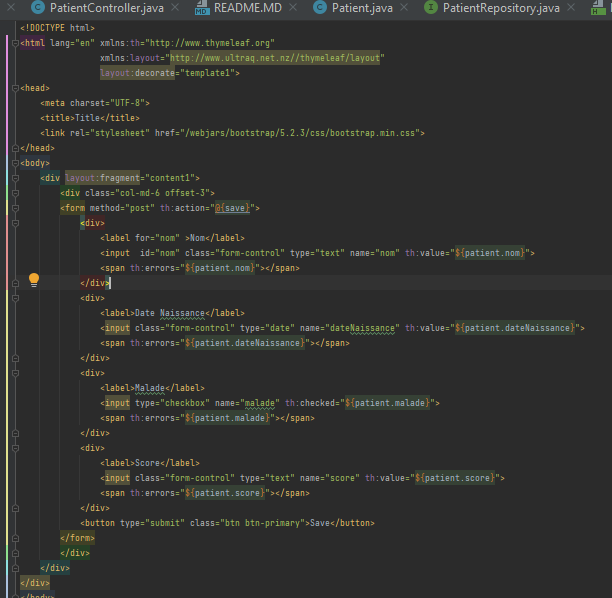 PatientController.java × README.MD × Patient.java × PatientRepository.java ×
<!DOCTYPE html>
<html lang="en" xmlns:th="http://www.thymeleaf.org"
xmlns:layout="http://www.ultraq.net.nz//thymeleaf/layout"
layout:decorate="template1">
<head>
<meta charset="UTF-8">
<title>Title</title>
<link rel="stylesheet" href="/webjars/bootstrap/5.2.3/css/bootstrap.min.css">
</head>
<body>
<div layout:fragment="content1">
<div class="col-md-6 offset-3">
<form method="post" th:action="@{save}">
<div>
<label for="nom" >Nom</label>
<input  id="nom" class="form-control" type="text" name="nom" th:value="${patient.nom}">
<span th:errors="${patient.nom}"></span>
</div>
<div>
<label>Date Naissance</label>
<input class="form-control" type="date" name="dateNaissance" th:value="${patient.dateNaissance}">
<span th:errors="${patient.dateNaissance}"></span>
</div>
<div>
<label>Malade</label>
<input type="checkbox" name="malade" th:checked="${patient.malade}">
<span th:errors="${patient.malade}"></span>
</div>
<div>
<label>Score</label>
<input class="form-control" type="text" name="score" th:value="${patient.score}">
<span th:errors="${patient.score}"></span>
</div>
<button type="submit" class="btn btn-primary">Save</button>
</form>
</div>
</div>
</div>
</body>